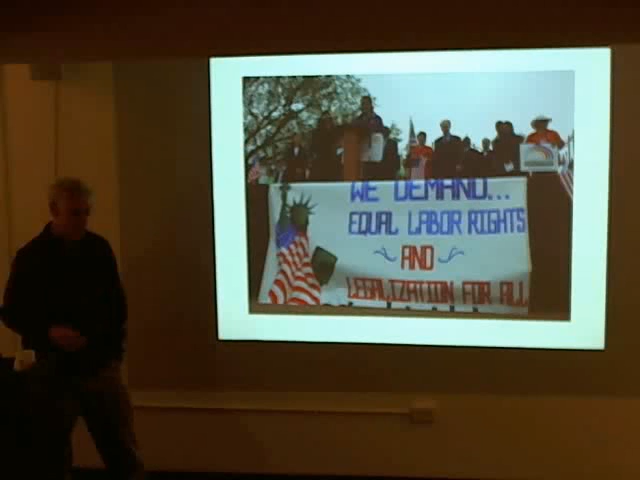 WE DEMAND...
EQUAL LABOR RIGHTS
AND
LEGALIZATION FOR ALL